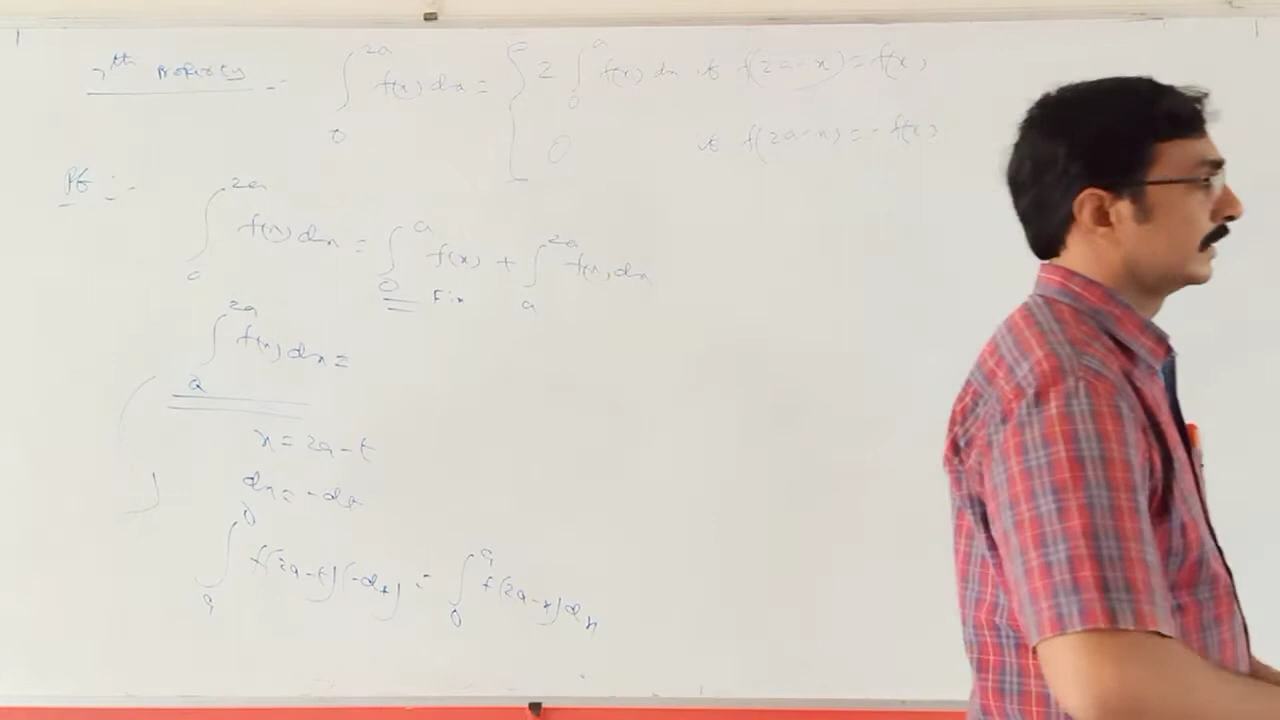 7th Property :- ∫₀^2a f(x) dx = { 2 ∫₀^a f(x) dx if f(2a-x) = f(x)
0 if f(2a-x) = -f(x)
Pf :-
∫₀^2a f(x) dx = ∫₀^a f(x) + ∫ₐ^2a f(x) dx
Fix
∫ₐ^2a f(x) dx =
x = 2a-t
dx = -dt
∫ₐ^0 f(2a-t)(-dt) = ∫₀^a f(2a-x) dx